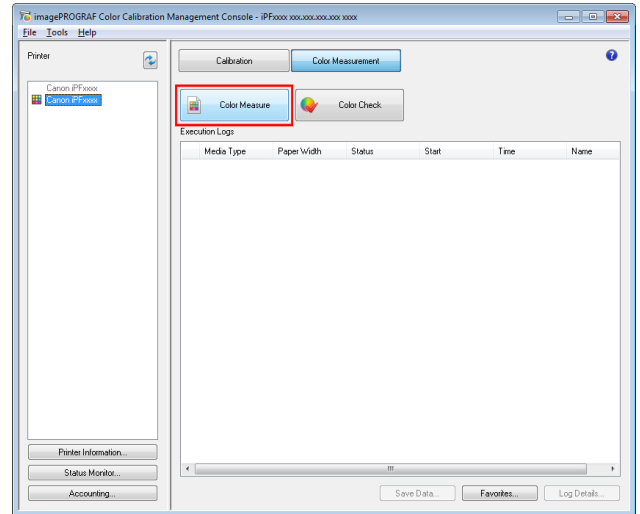 imagePROGRAF Color Calibration Management Console - iPFxxxx xxx.xxx.xxx.xxx xxxx
File Tools Help
Printer
Canon iPFxxxx
Canon iPFxxxx
Printer Information...
Status Monitor...
Accounting...
Calibration Color Measurement
Color Measure Color Check
Execution Logs
Media Type Paper Width Status Start Time Name
Save Data... Favorites... Log Details...